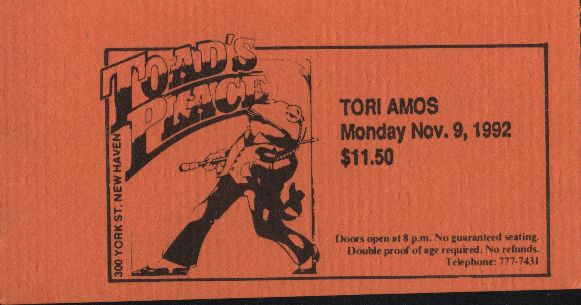 TOAD'S
PLACE
300 YORK ST. NEW HAVEN
TORI AMOS
Monday Nov. 9, 1992
$11.50
Doors open at 8 p.m. No guaranteed seating.
Double proof of age required. No refunds.
Telephone: 777-7431